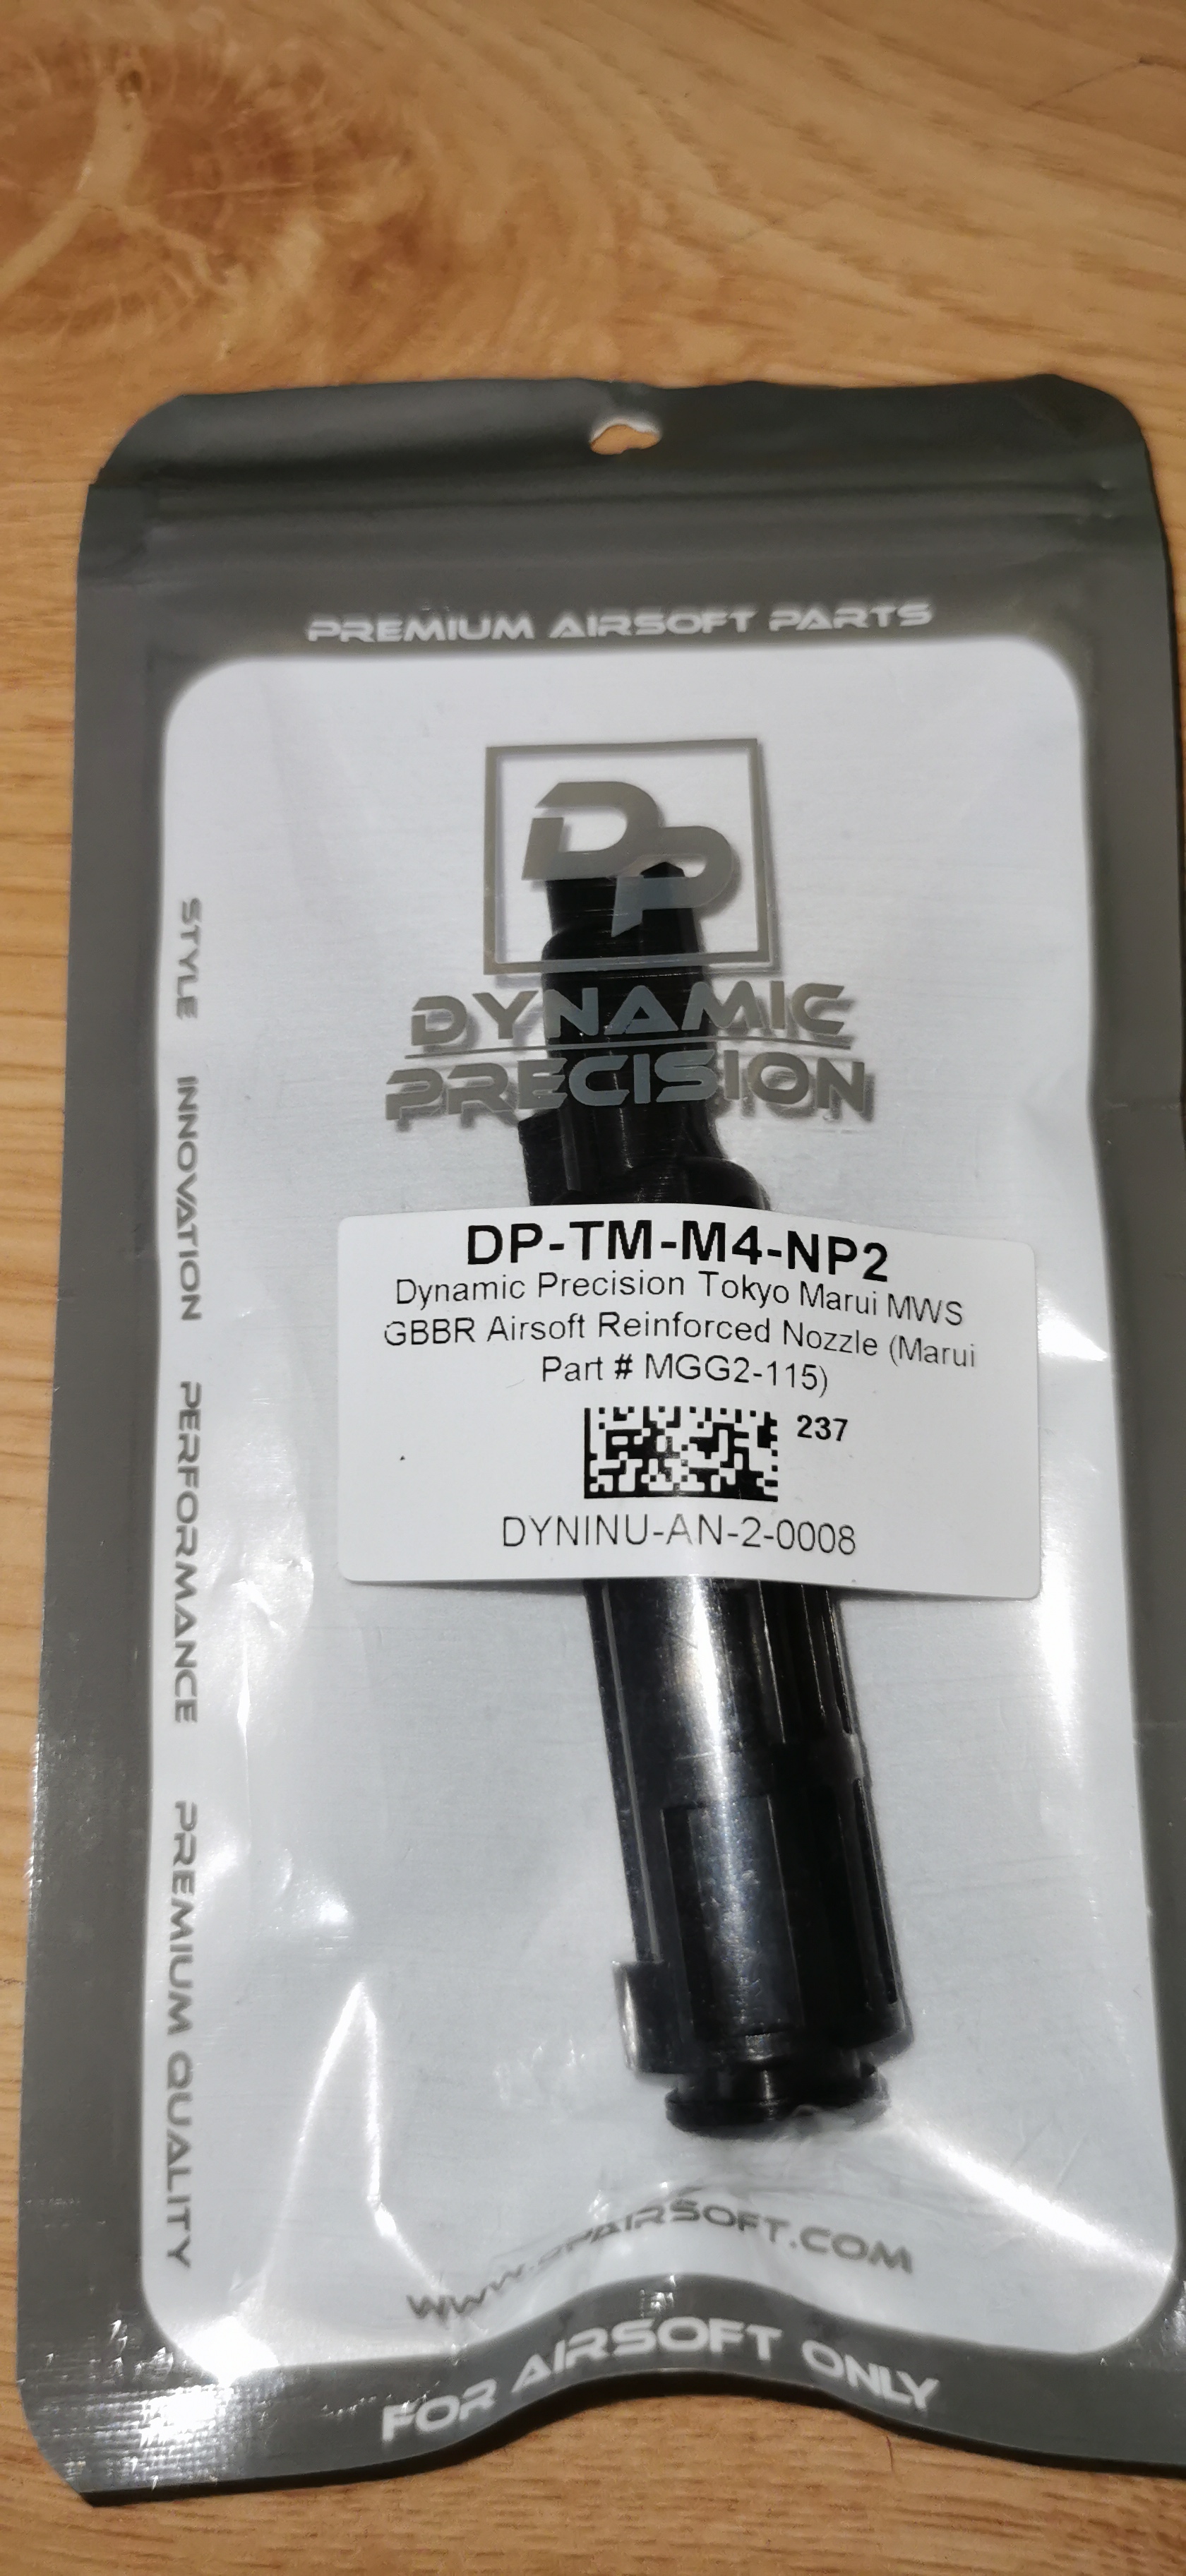 PREMIUM AIRSOFT PARTS
DP
DYNAMIC
PRECISION
STYLE INNOVATION PERFORMANCE PREMIUM QUALITY
DP-TM-M4-NP2
Dynamic Precision Tokyo Marui MWS
GBBR Airsoft Reinforced Nozzle (Marui
Part # MGG2-115)
237
DYNINU-AN-2-0008
WWW.DPAIRSOFT.COM
FOR AIRSOFT ONLY